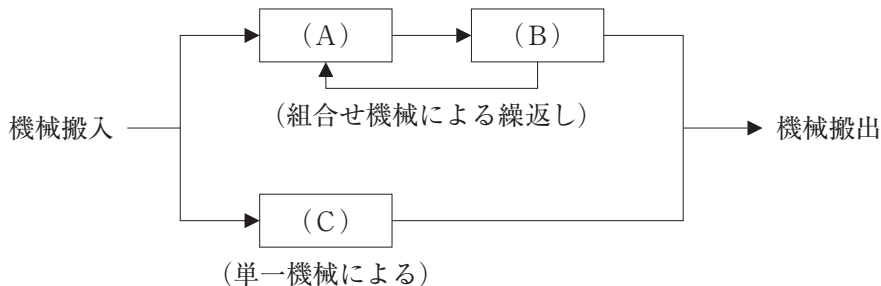 （A）
（B）
（組合せ機械による繰返し）
機械搬入
機械搬出
（C）
（単一機械による）